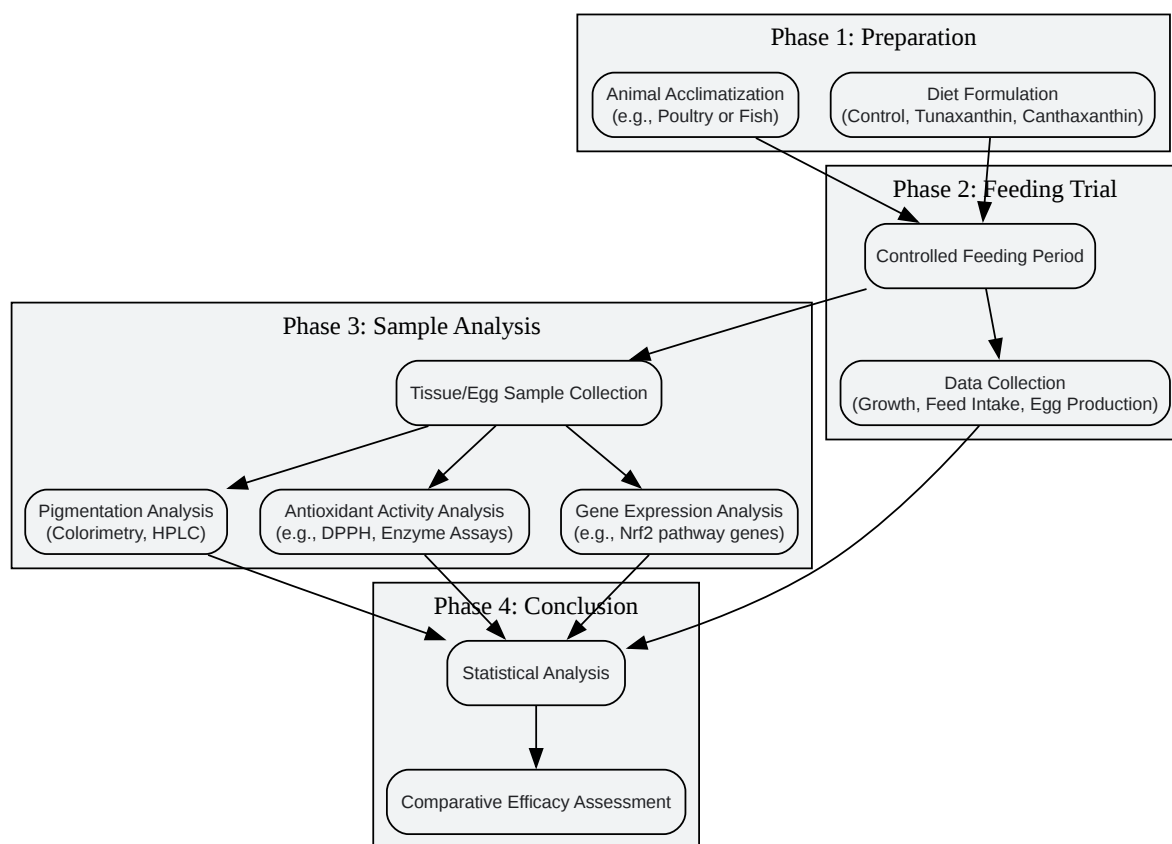 Phase 1: Preparation
Animal Acclimatization
(e.g., Poultry or Fish)
Diet Formulation
(Control, Tunaxanthin, Canthaxanthin)
Phase 2: Feeding Trial
Controlled Feeding Period
Data Collection
(Growth, Feed Intake, Egg Production)
Phase 3: Sample Analysis
Tissue/Egg Sample Collection
Pigmentation Analysis
(Colorimetry, HPLC)
Antioxidant Activity Analysis
(e.g., DPPH, Enzyme Assays)
Gene Expression Analysis
(e.g., Nrf2 pathway genes)
Phase 4: Conclusion
Statistical Analysis
Comparative Efficacy Assessment